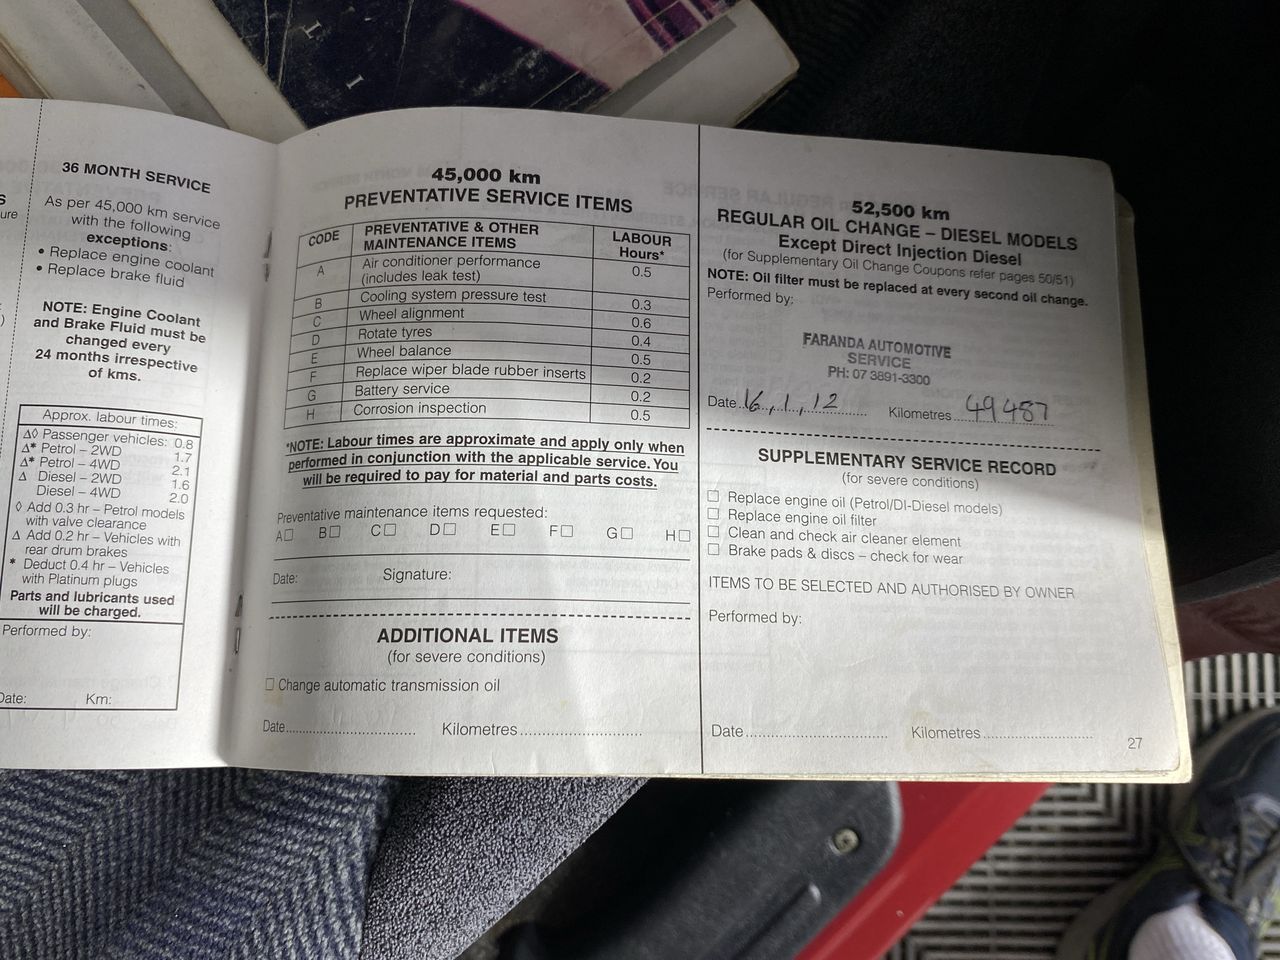 36 MONTH SERVICE
As per 45,000 km service
with the following
exceptions:
• Replace engine coolant
• Replace brake fluid
NOTE: Engine Coolant
and Brake Fluid must be
changed every
24 months irrespective
of kms.
Approx. labour times:
Δ◊ Passenger vehicles: 0.8
Δ* Petrol – 2WD 1.7
Δ* Petrol – 4WD 2.1
Δ Diesel – 2WD 1.6
Diesel – 4WD 2.0
◊ Add 0.3 hr – Petrol models
with valve clearance
Δ Add 0.2 hr – Vehicles with
rear drum brakes
* Deduct 0.4 hr – Vehicles
with Platinum plugs
Parts and lubricants used
will be charged.
Performed by:
Date: Km:
45,000 km
PREVENTATIVE SERVICE ITEMS
CODE PREVENTATIVE & OTHER MAINTENANCE ITEMS LABOUR Hours*
A Air conditioner performance (includes leak test) 0.5
B Cooling system pressure test 0.3
C Wheel alignment 0.6
D Rotate tyres 0.4
E Wheel balance 0.5
F Replace wiper blade rubber inserts 0.2
G Battery service 0.2
H Corrosion inspection 0.5
*NOTE: Labour times are approximate and apply only when
performed in conjunction with the applicable service. You
will be required to pay for material and parts costs.
Preventative maintenance items requested:
A☐ B☐ C☐ D☐ E☐ F☐ G☐ H☐
Date: Signature:
ADDITIONAL ITEMS
(for severe conditions)
☐ Change automatic transmission oil
Date Kilometres
52,500 km
REGULAR OIL CHANGE – DIESEL MODELS
Except Direct Injection Diesel
(for Supplementary Oil Change Coupons refer pages 50/51)
NOTE: Oil filter must be replaced at every second oil change.
Performed by:
FARANDA AUTOMOTIVE
SERVICE
PH: 07 3891-3300
Date 16, 1, 12 Kilometres 49487
SUPPLEMENTARY SERVICE RECORD
(for severe conditions)
☐ Replace engine oil (Petrol/DI-Diesel models)
☐ Replace engine oil filter
☐ Clean and check air cleaner element
☐ Brake pads & discs – check for wear
ITEMS TO BE SELECTED AND AUTHORISED BY OWNER
Performed by:
Date Kilometres
27